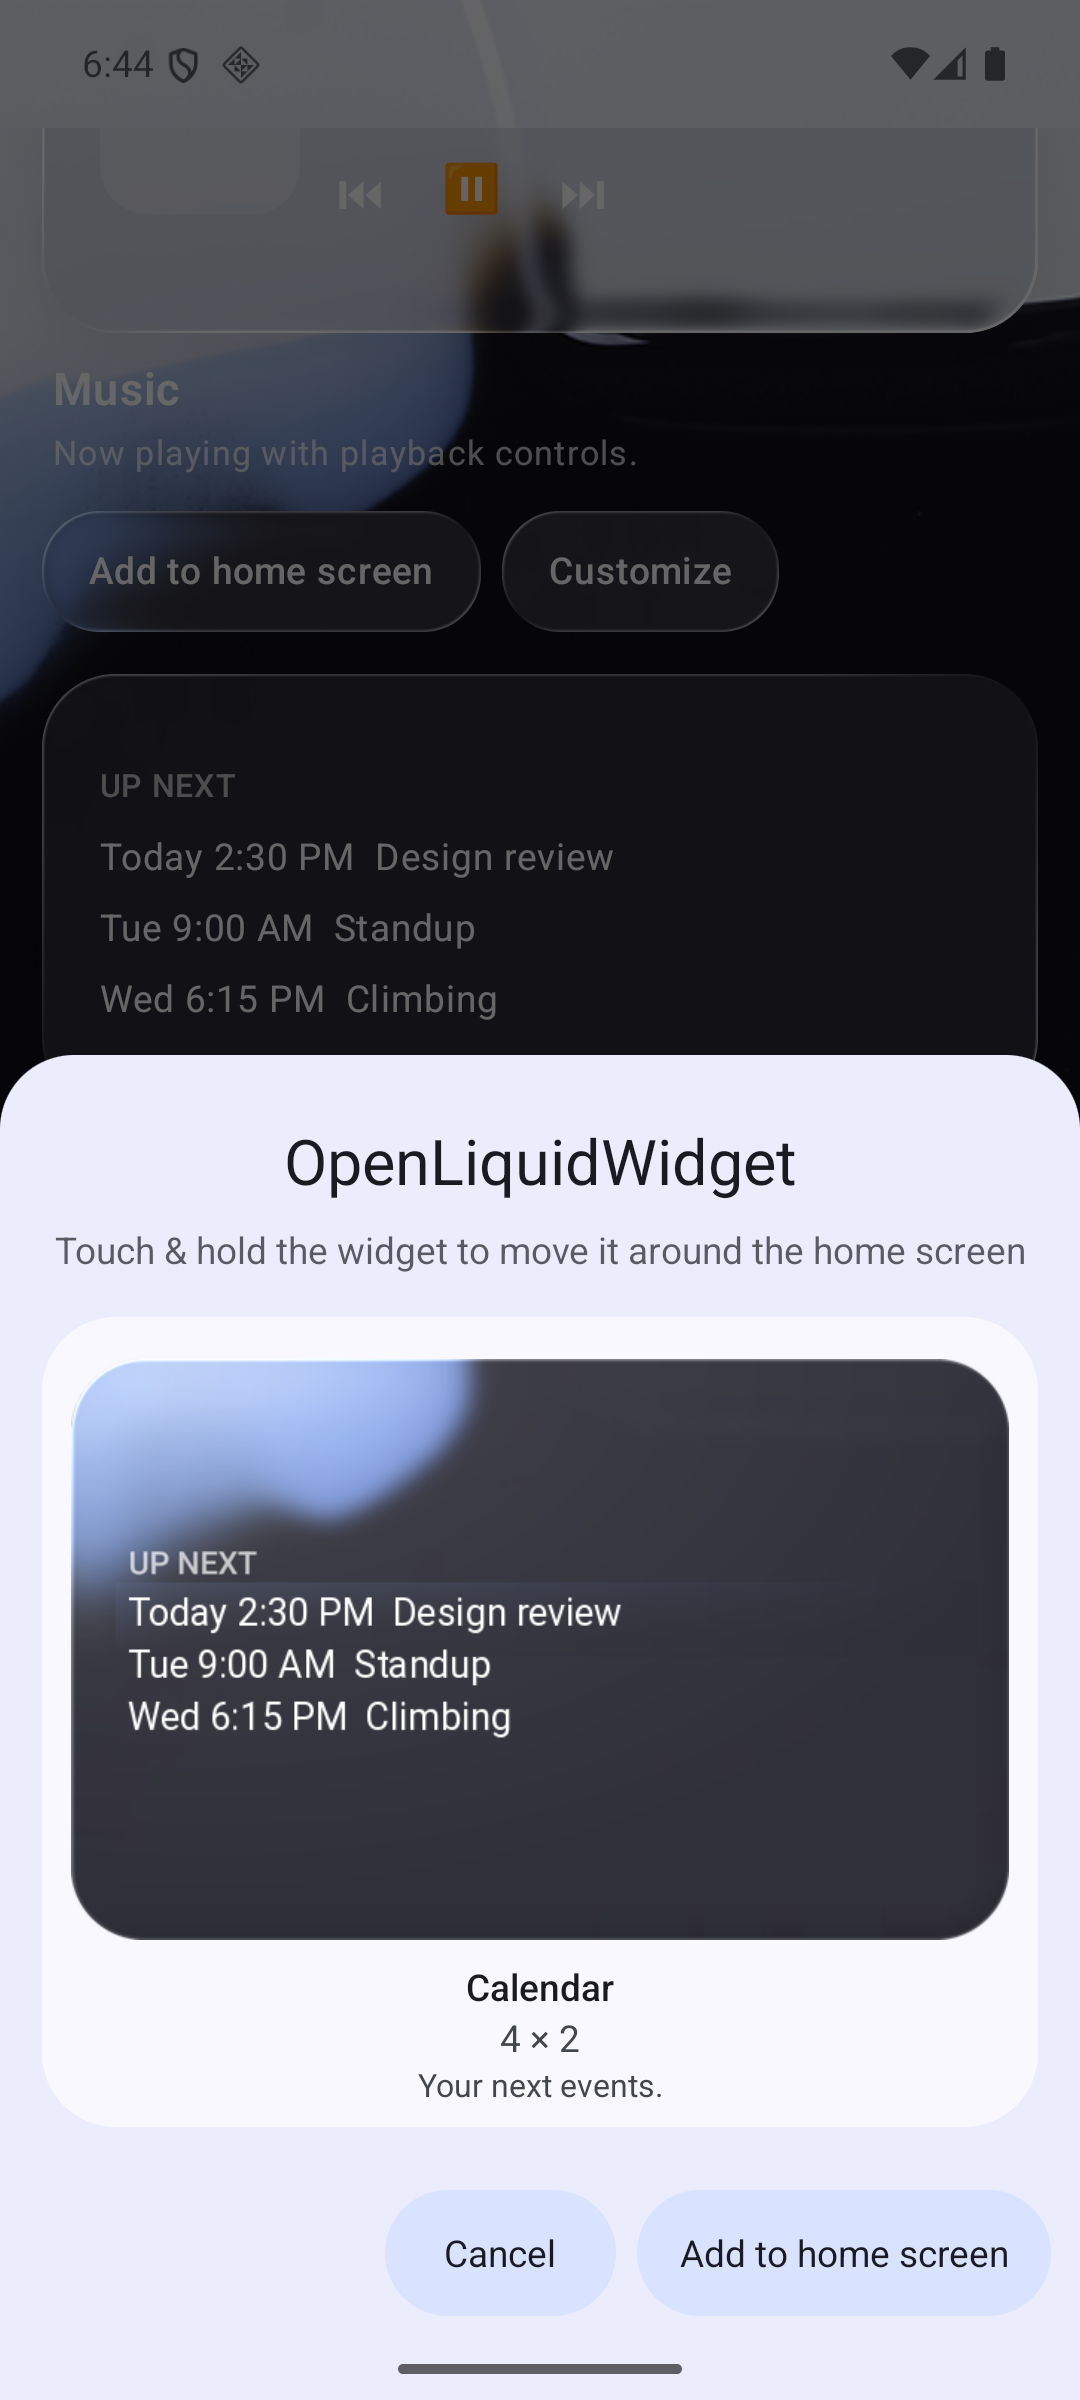 6:44
Music
Now playing with playback controls.
Add to home screen
Customize
UP NEXT
Today 2:30 PM  Design review
Tue 9:00 AM  Standup
Wed 6:15 PM  Climbing
OpenLiquidWidget
Touch & hold the widget to move it around the home screen
UP NEXT
Today 2:30 PM  Design review
Tue 9:00 AM  Standup
Wed 6:15 PM  Climbing
Calendar
4 × 2
Your next events.
Cancel
Add to home screen